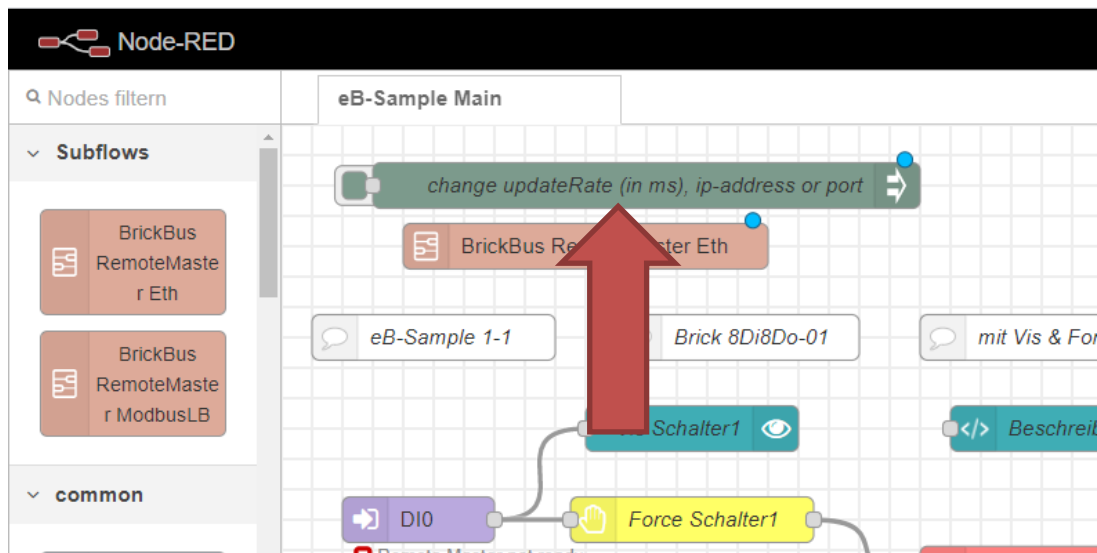 Node-RED
Nodes filtern
eB-Sample Main
Subflows
change updateRate (in ms), ip-address or port
BrickBus
RemoteMaste
r Eth
BrickBus Re ster Eth
eB-Sample 1-1
Brick 8Di8Do-01
mit Vis & For
BrickBus
RemoteMaste
r ModbusLB
Schalter1
</>
Beschreib
common
DI0
Force Schalter1